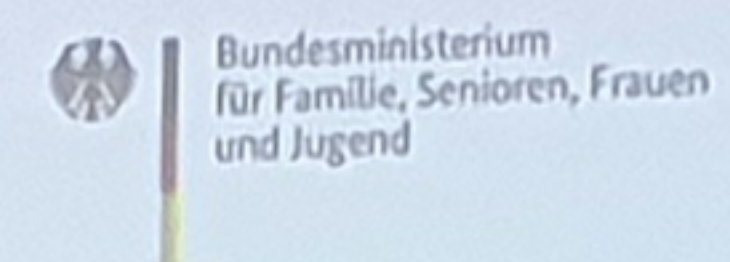 Bundesministerium
für Familie, Senioren, Frauen
und Jugend